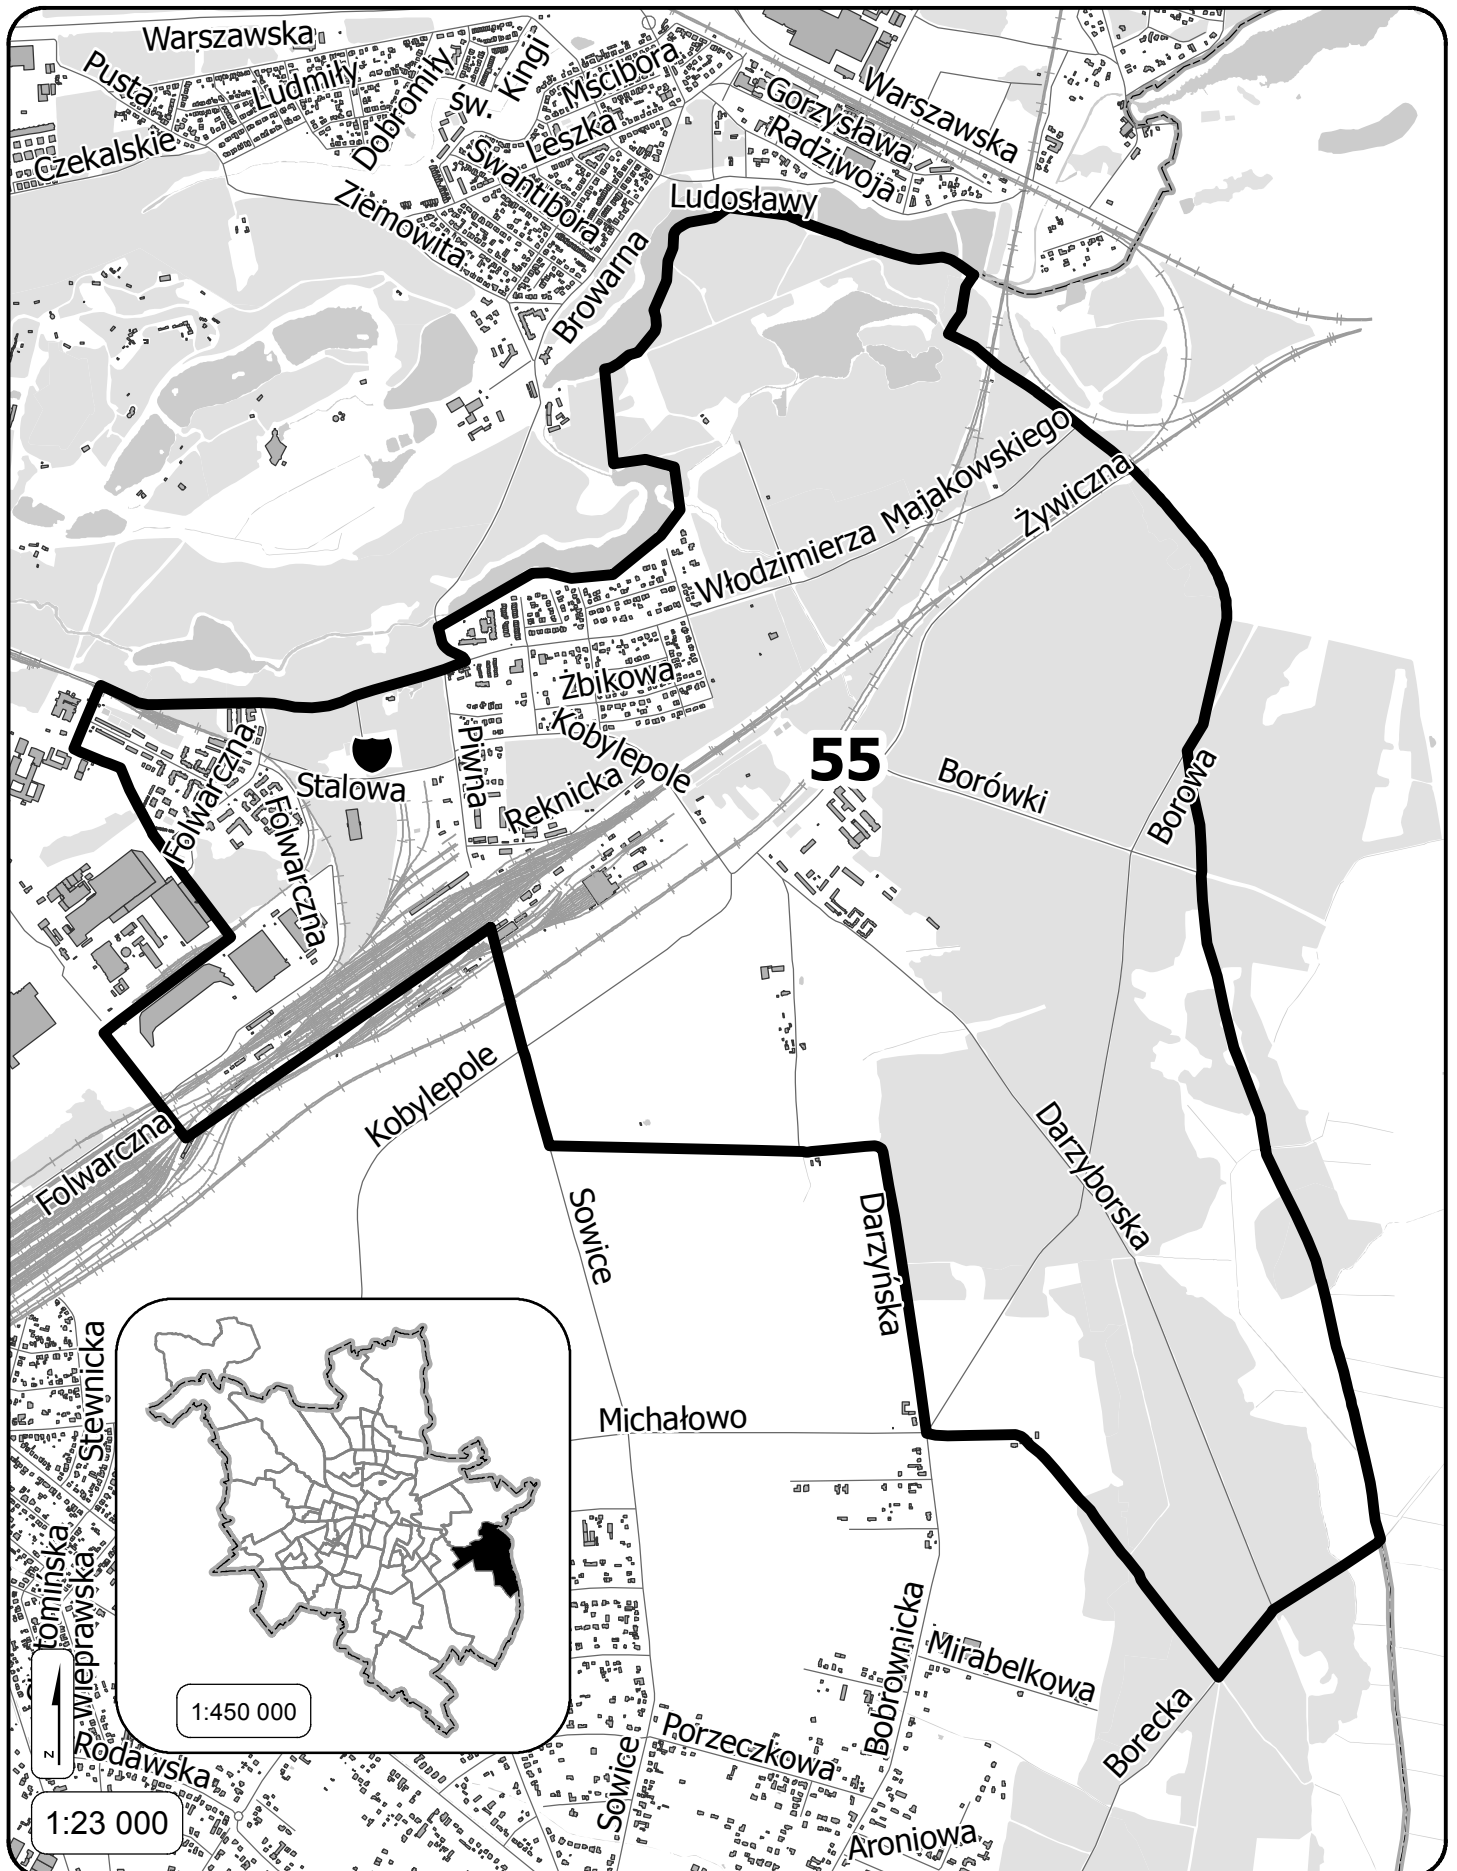 Warszawska
Pusta
Ludmiły
Dobromiły
św.
Kingi
Mścibora
Leszka
Czekalskie
Swantibora
Ziemowita
Browarna
Gorzysława
Radziwoja
Warszawska
Ludosławy
Włodzimierza Majakowskiego
Żywiczna
Żbikowa
Kobylepole
Piwna
Reknicka
Stalowa
Folwarczna
Folwarczna
55
Borówki
Borowa
Kobylepole
Folwarczna
Sowice
Darzyńska
Darzyborska
Michałowo
Stewnicka
tomińska
wieprawska
Rodawska
N
1:23 000
1:450 000
Bobrownicka
Mirabelkowa
Porzeczkowa
Sowice
Borecka
Aroniowa